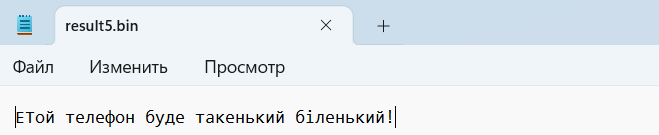 result5.bin
Файл Изменить Просмотр
ЕТой телефон буде такенький біленький!